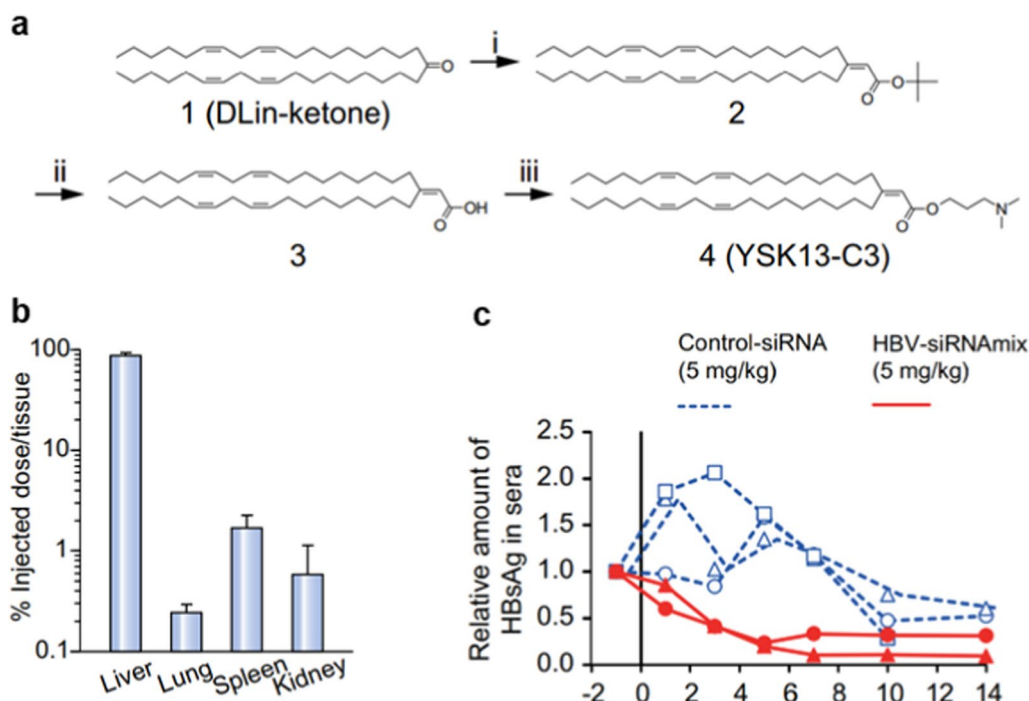 a
i
O
O
O
1 (DLin-ketone)
2
ii
iii
OH
O
O
O
N
3
4 (YSK13-C3)
b
% Injected dose/tissue
100
10
1
0.1
Liver
Lung
Spleen
Kidney
c
Control-siRNA
(5 mg/kg)
HBV-siRNAmix
(5 mg/kg)
Relative amount of
HBsAg in sera
2.5
2.0
1.5
1.0
0.5
0.0
-2 0 2 4 6 8 10 12 14